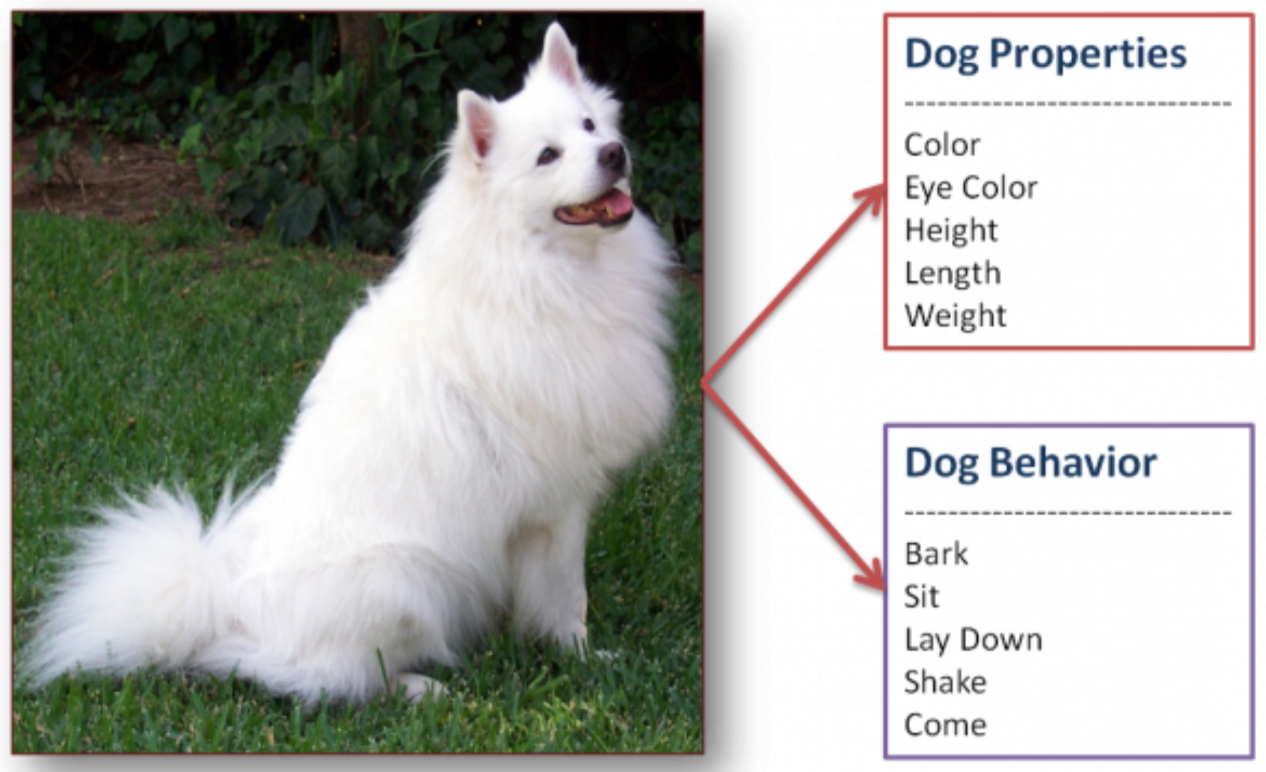 Dog Properties
------------------------------
Color
Eye Color
Height
Length
Weight
Dog Behavior
------------------------------
Bark
Sit
Lay Down
Shake
Come